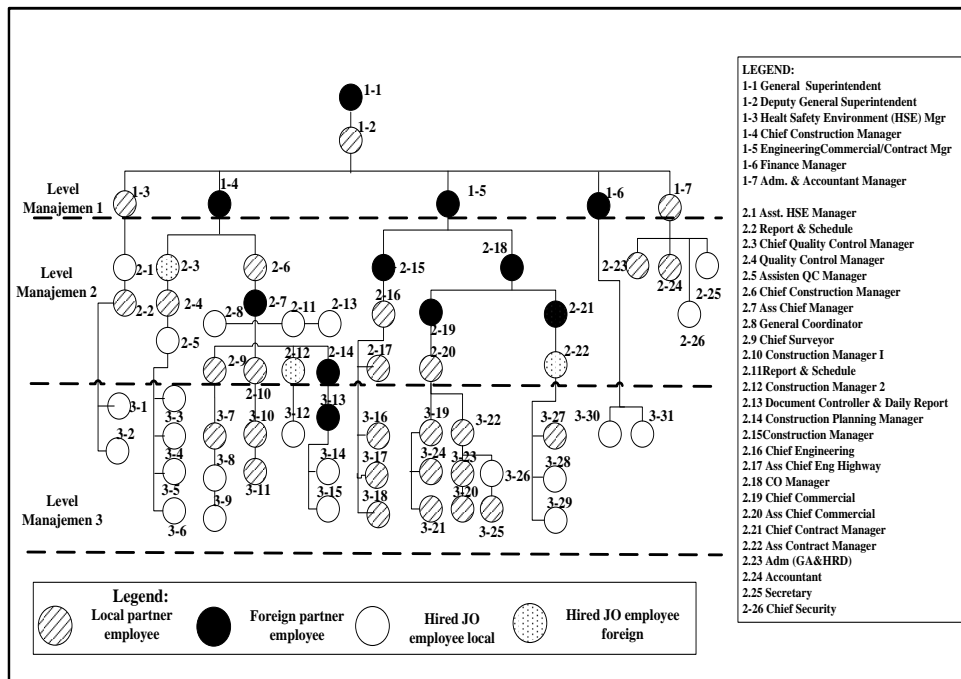 1-1
1-2
1-3
1-4
1-5
1-6
1-7
Level
Manajemen 1
2-1
2-3
2-6
2-15
2-18
2-23
2-24
2-25
2-26
Level
Manajemen 2
2-2
2-4
2-7
2-8
2-11
2-13
2-16
2-19
2-21
2-5
2-9
2-10
2-12
2-14
2-17
2-20
2-22
3-1
3-2
3-3
3-4
3-5
3-6
3-7
3-8
3-9
3-10
3-11
3-12
3-13
3-14
3-15
3-16
3-17
3-18
3-19
3-24
3-21
3-22
3-23
3-20
3-25
3-26
3-27
3-28
3-29
3-30
3-31
Level
Manajemen 3
Legend:
Local partner
employee
Foreign partner
employee
Hired JO
employee local
Hired JO employee
foreign
LEGEND:
1-1 General Superintendent
1-2 Deputy General Superintendent
1-3 Healt Safety Environment (HSE) Mgr
1-4 Chief Construction Manager
1-5 EngineeringCommercial/Contract Mgr
1-6 Finance Manager
1-7 Adm. & Accountant Manager
2.1 Asst. HSE Manager
2.2 Report & Schedule
2.3 Chief Quality Control Manager
2.4 Quality Control Manager
2.5 Assisten QC Manager
2.6 Chief Construction Manager
2.7 Ass Chief Manager
2.8 General Coordinator
2.9 Chief Surveyor
2.10 Construction Manager I
2.11Report & Schedule
2.12 Construction Manager 2
2.13 Document Controller & Daily Report
2.14 Construction Planning Manager
2.15Construction Manager
2.16 Chief Engineering
2.17 Ass Chief Eng Highway
2.18 CO Manager
2.19 Chief Commercial
2.20 Ass Chief Commercial
2.21 Chief Contract Manager
2.22 Ass Contract Manager
2.23 Adm (GA&HRD)
2.24 Accountant
2.25 Secretary
2-26 Chief Security